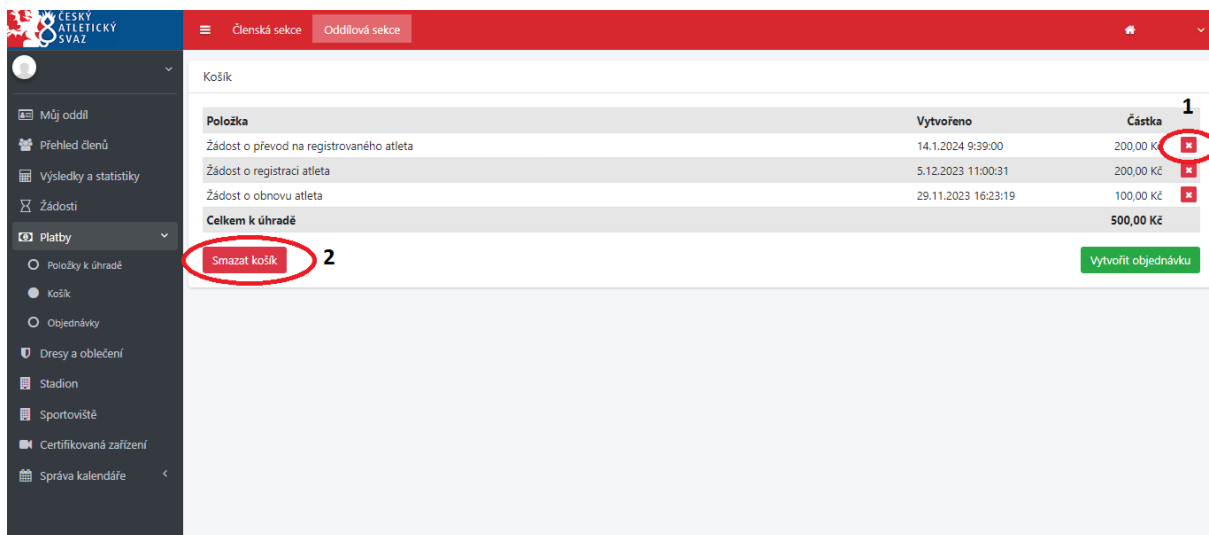 ČESKÝ
ATLETICKÝ
SVAZ
Členská sekce Oddílová sekce
Košík
Můj oddíl
Přehled členů
Výsledky a statistiky
Žádosti
Platby
Položky k úhradě
Košík
Objednávky
Dresy a oblečení
Stadion
Sportoviště
Certifikovaná zařízení
Správa kalendáře
1
Položka Vytvořeno Částka
Žádost o převod na registrovaného atleta 14.1.2024 9:39:00 200,00 Kč
Žádost o registraci atleta 5.12.2023 11:00:31 200,00 Kč
Žádost o obnovu atleta 29.11.2023 16:23:19 100,00 Kč
Celkem k úhradě 500,00 Kč
Smazat košík 2 Vytvořit objednávku